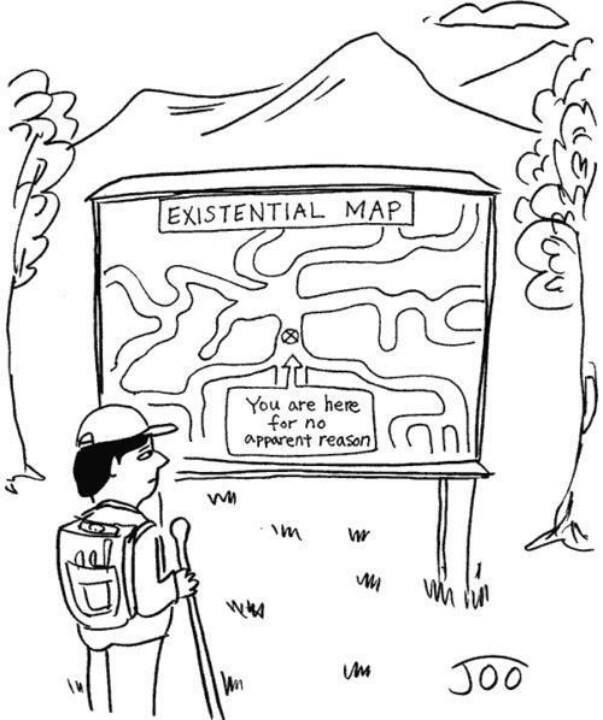 EXISTENTIAL MAP
You are here
for no
apparent reason
JOO